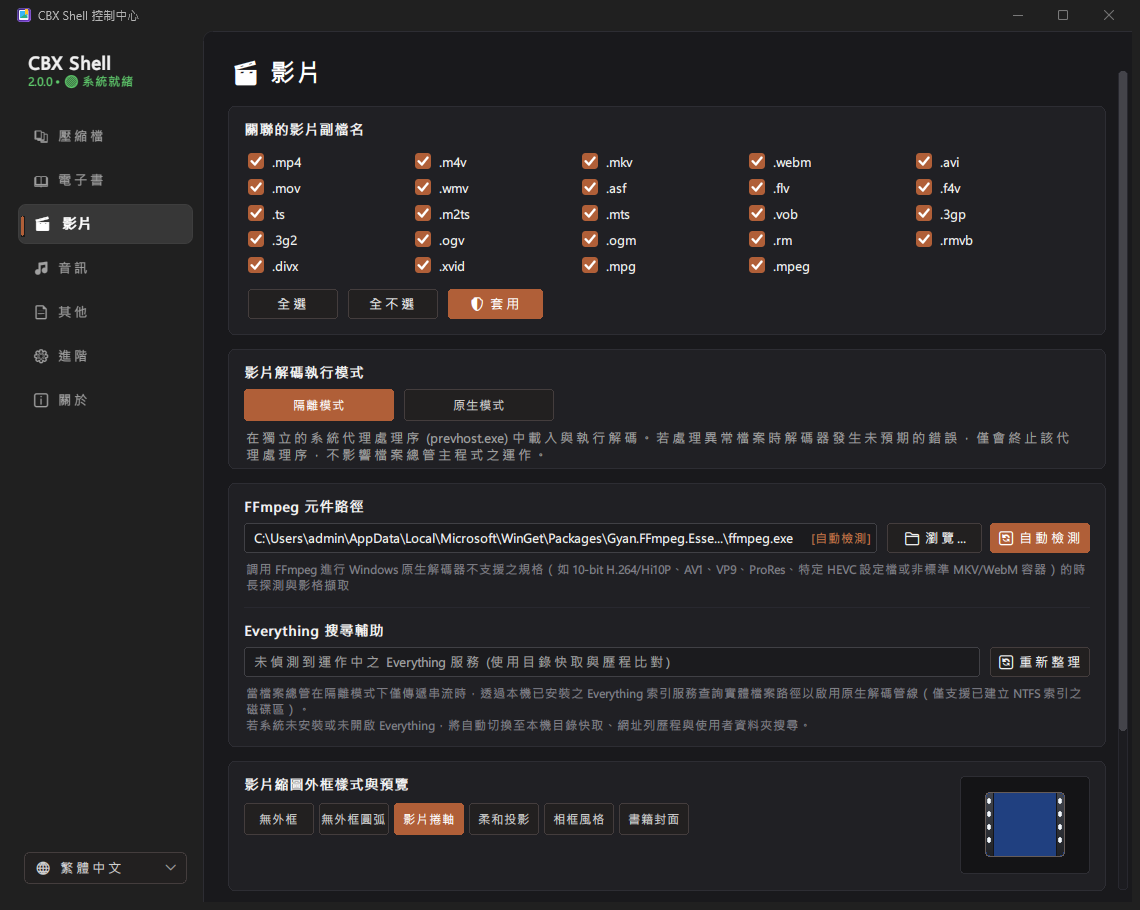 CBX Shell 控制中心
CBX Shell
2.0.0 • 系統就緒
壓縮檔
電子書
影片
音訊
其他
進階
關於
繁體中文
影片
關聯的影片副檔名
.mp4 .m4v .mkv .webm .avi
.mov .wmv .asf .flv .f4v
.ts .m2ts .mts .vob .3gp
.3g2 .ogv .ogm .rm .rmvb
.divx .xvid .mpg .mpeg
全選 全不選 套用
影片解碼執行模式
隔離模式 原生模式
在獨立的系統代理處理序 (prevhost.exe) 中載入與執行解碼。若處理異常檔案時解碼器發生未預期的錯誤，僅會終止該代
理處理序，不影響檔案總管主程式之運作。
FFmpeg 元件路徑
C:\Users\admin\AppData\Local\Microsoft\WinGet\Packages\Gyan.FFmpeg.Esse...\ffmpeg.exe [自動檢測] 瀏覽... 自動檢測
調用 FFmpeg 進行 Windows 原生解碼器不支援之規格（如 10-bit H.264/Hi10P、AV1、VP9、ProRes、特定 HEVC 設定檔或非標準 MKV/WebM 容器）的時
長探測與影格擷取
Everything 搜尋輔助
未偵測到運作中之 Everything 服務 (使用目錄快取與歷程比對) 重新整理
當檔案總管在隔離模式下僅傳遞串流時，透過本機已安裝之 Everything 索引服務查詢實體檔案路徑以啟用原生解碼管線（僅支援已建立 NTFS 索引之
磁碟區）。
若系統未安裝或未開啟 Everything，將自動切換至本機目錄快取、網址列歷程與使用者資料夾搜尋。
影片縮圖外框樣式與預覽
無外框 無外框圓弧 影片捲軸 柔和投影 相框風格 書籍封面